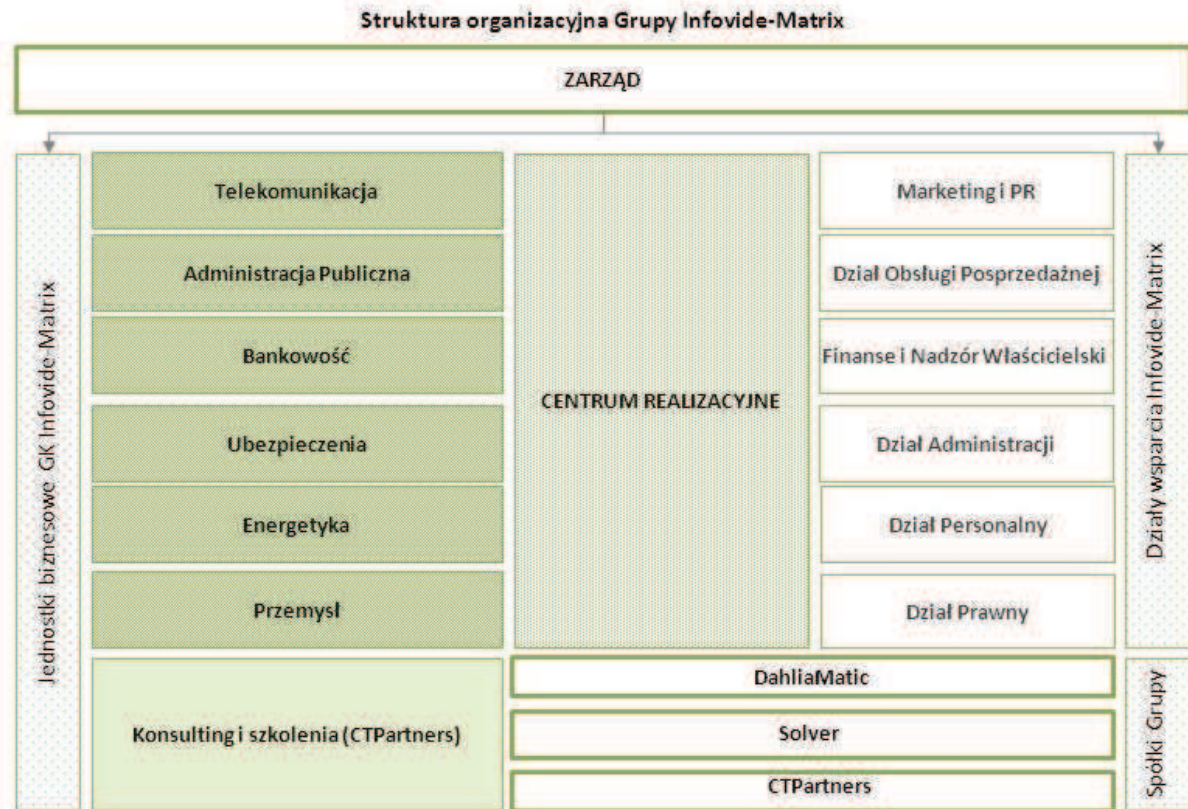 Struktura organizacyjna Grupy Infovide-Matrix
ZARZĄD
Jednostki biznesowe GK Infovide-Matrix
Telekomunikacja
Administracja Publiczna
Bankowość
Ubezpieczenia
Energetyka
Przemysł
Konsulting i szkolenia (CTPartners)
CENTRUM REALIZACYJNE
Marketing i PR
Dział Obsługi Posprzedażnej
Finanse i Nadzór Właścicielski
Dział Administracji
Dział Personalny
Dział Prawny
Działy wsparcia Infovide-Matrix
DahliaMatic
Solver
CTPartners
Spółki Grupy